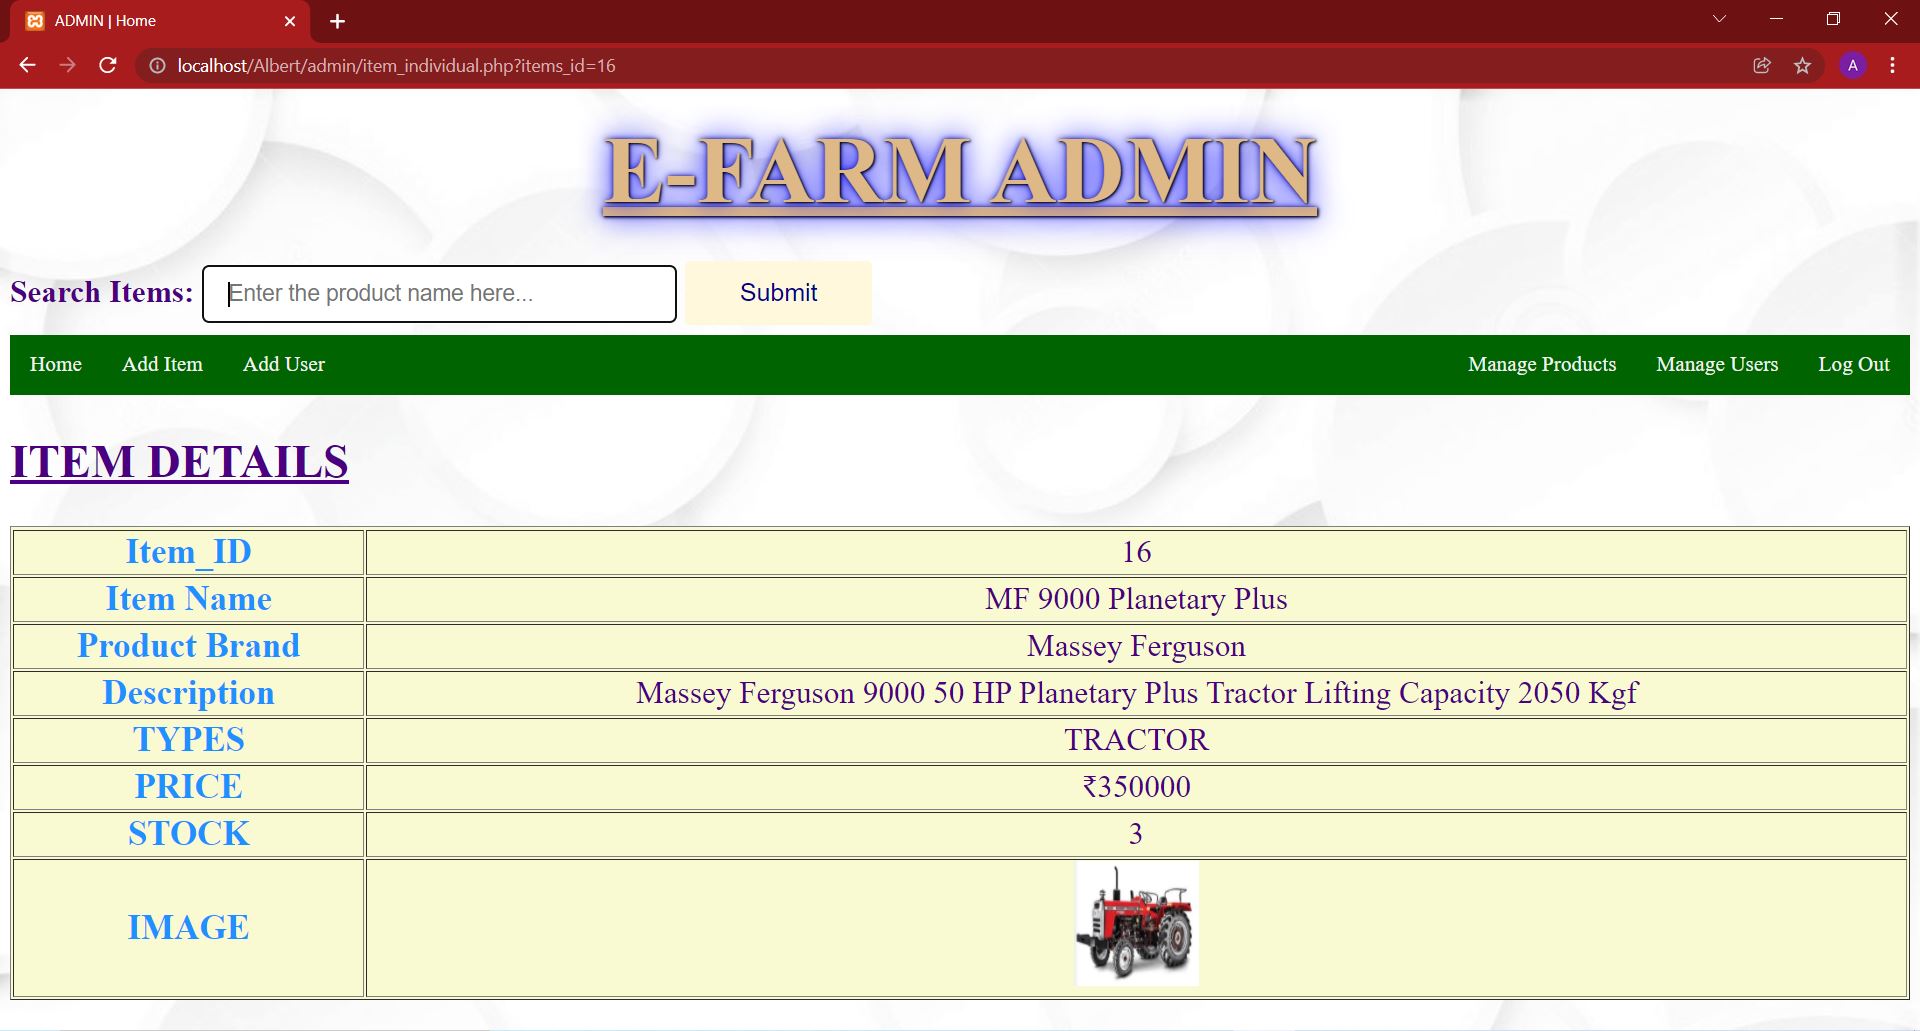 ADMIN | Home
localhost/Albert/admin/item_individual.php?items_id=16
A
E-FARM ADMIN
Search Items: Enter the product name here... Submit
Home Add Item Add User Manage Products Manage Users Log Out
ITEM DETAILS
Item_ID 16
Item Name MF 9000 Planetary Plus
Product Brand Massey Ferguson
Description Massey Ferguson 9000 50 HP Planetary Plus Tractor Lifting Capacity 2050 Kgf
TYPES TRACTOR
PRICE ₹350000
STOCK 3
IMAGE